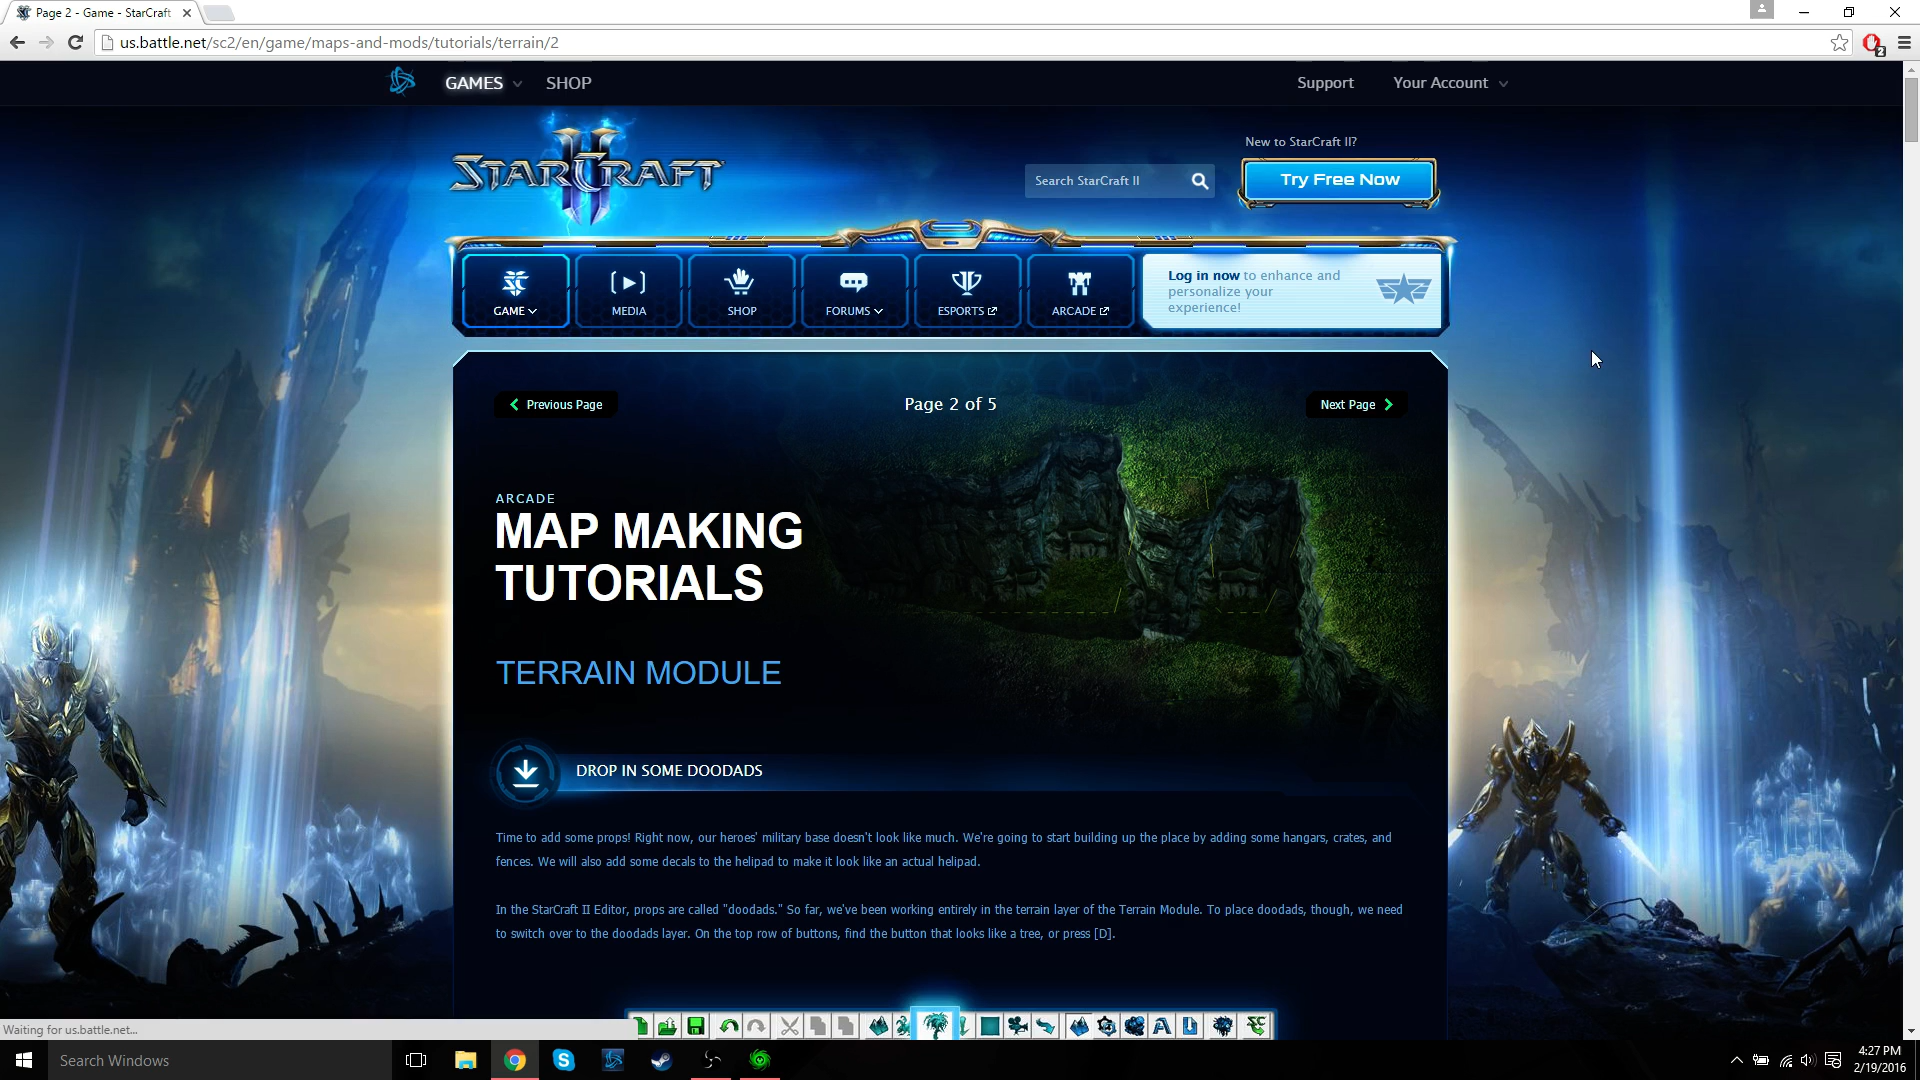 Page 2 - Game - StarCraft
us.battle.net/sc2/en/game/maps-and-mods/tutorials/terrain/2
2
GAMES
SHOP
Support
Your Account
STARCRAFT
II
New to StarCraft II?
Search StarCraft II
Try Free Now
GAME
MEDIA
SHOP
FORUMS
ESPORTS
ARCADE
Log in now to enhance and
personalize your
experience!
Previous Page
Page 2 of 5
Next Page
ARCADE
MAP MAKING
TUTORIALS
TERRAIN MODULE
DROP IN SOME DOODADS
Time to add some props! Right now, our heroes' military base doesn't look like much. We're going to start building up the place by adding some hangars, crates, and
fences. We will also add some decals to the helipad to make it look like an actual helipad.
In the StarCraft II Editor, props are called "doodads." So far, we've been working entirely in the terrain layer of the Terrain Module. To place doodads, though, we need
to switch over to the doodads layer. On the top row of buttons, find the button that looks like a tree, or press [D].
Waiting for us.battle.net...
Search Windows
4:27 PM
2/19/2016